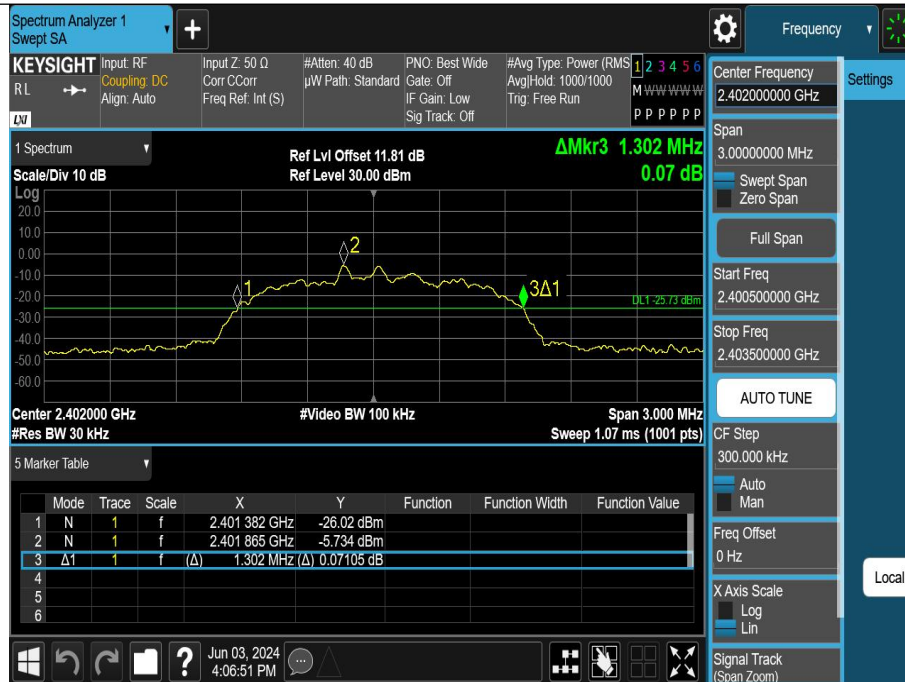 Spectrum Analyzer 1
Swept SA
+
Frequency
KEYSIGHT
RL
LXI
Input: RF
Coupling: DC
Align: Auto
Input Z: 50 Ω
Corr CCorr
Freq Ref: Int (S)
#Atten: 40 dB
µW Path: Standard
PNO: Best Wide
Gate: Off
IF Gain: Low
Sig Track: Off
#Avg Type: Power (RMS
Avg|Hold: 1000/1000
Trig: Free Run
1 2 3 4 5 6
M W W W W W
P P P P P P
1 Spectrum
Scale/Div 10 dB
Ref Lvl Offset 11.81 dB
Ref Level 30.00 dBm
ΔMkr3 1.302 MHz
0.07 dB
Log
20.0
10.0
0.00
-10.0
-20.0
-30.0
-40.0
-50.0
-60.0
1
2
3Δ1
DL1 -25.73 dBm
Center 2.402000 GHz
#Video BW 100 kHz
Span 3.000 MHz
#Res BW 30 kHz
Sweep 1.07 ms (1001 pts)
5 Marker Table
Mode Trace Scale X Y Function Function Width Function Value
1 N 1 f 2.401 382 GHz -26.02 dBm
2 N 1 f 2.401 865 GHz -5.734 dBm
3 Δ1 1 f (Δ) 1.302 MHz (Δ) 0.07105 dB
4
5
6
?
Jun 03, 2024
4:06:51 PM
Center Frequency
2.402000000 GHz
Settings
Span
3.00000000 MHz
Swept Span
Zero Span
Full Span
Start Freq
2.400500000 GHz
Stop Freq
2.403500000 GHz
AUTO TUNE
CF Step
300.000 kHz
Auto
Man
Freq Offset
0 Hz
Local
X Axis Scale
Log
Lin
Signal Track
(Span Zoom)